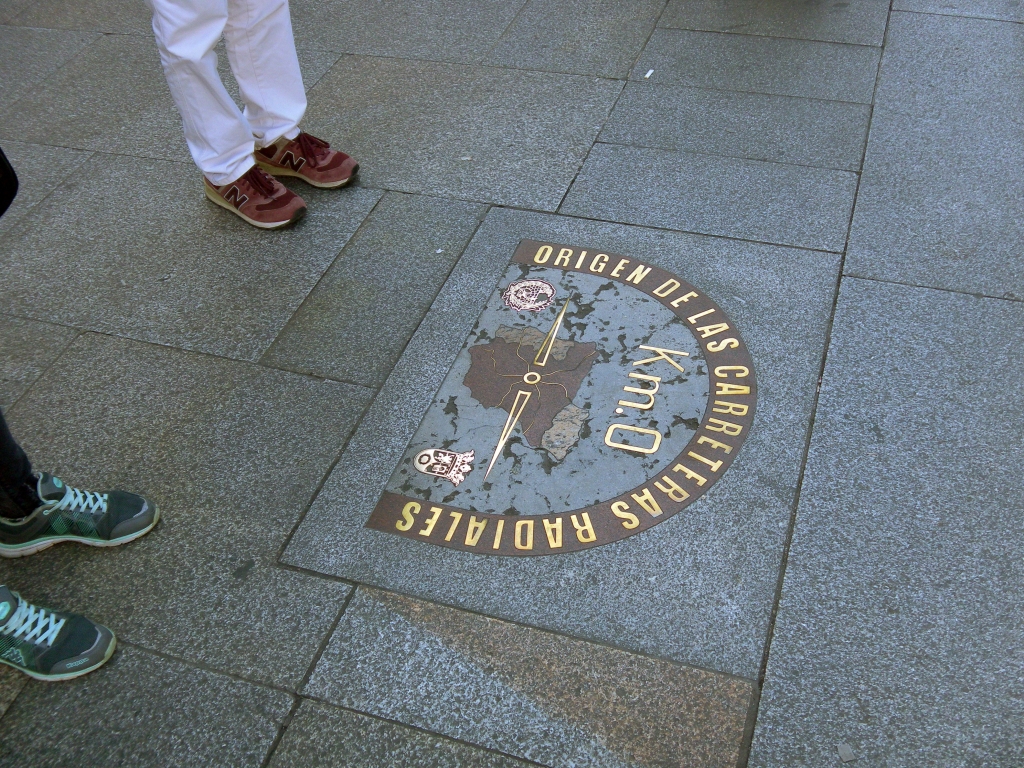 ORIGEN DE LAS CARRETERAS RADIALES
Km.0
N
N